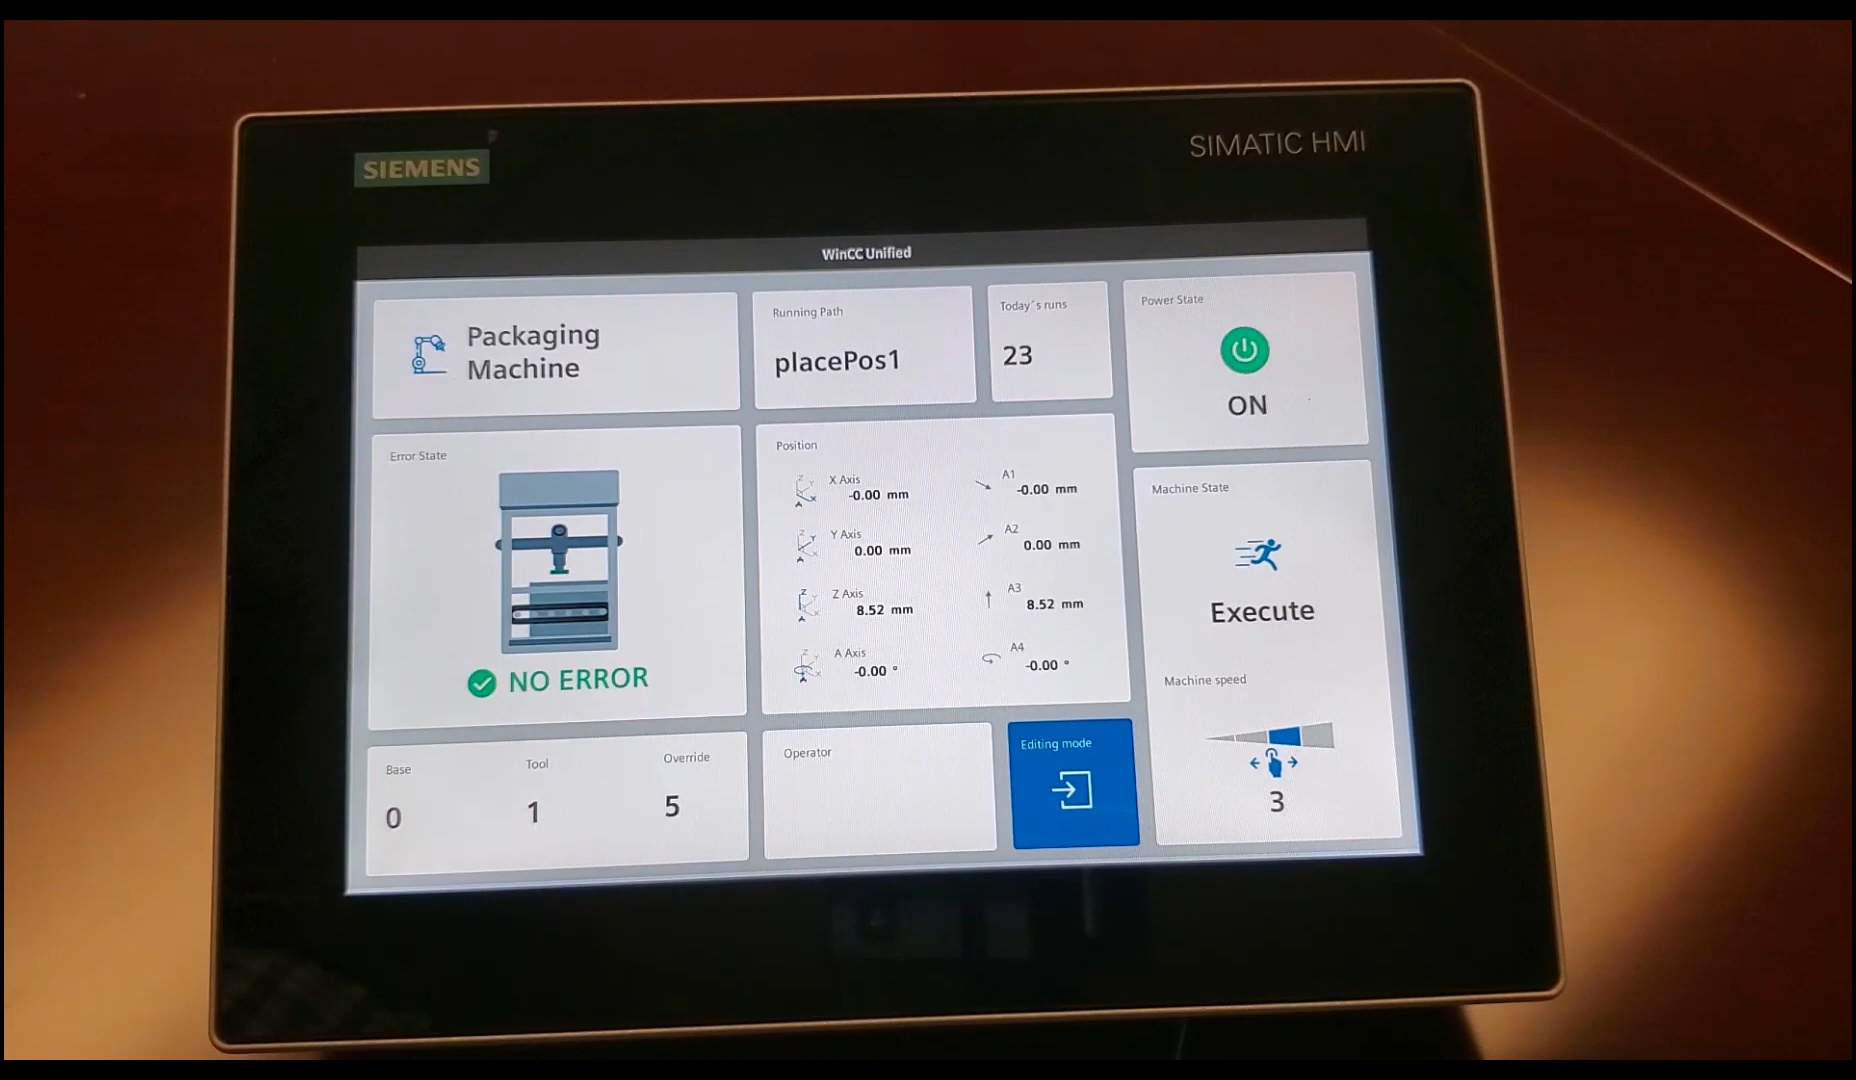 SIEMENS
SIMATIC HMI
WinCC Unified
Packaging
Machine
Running Path
placePos1
Today´s runs
23
Power State
ON
Error State
NO ERROR
Position
X Axis
-0.00 mm
A1
-0.00 mm
Y Axis
0.00 mm
A2
0.00 mm
Z Axis
8.52 mm
A3
8.52 mm
A Axis
-0.00 °
A4
-0.00 °
Machine State
Execute
Machine speed
3
Base
0
Tool
1
Override
5
Operator
Editing mode